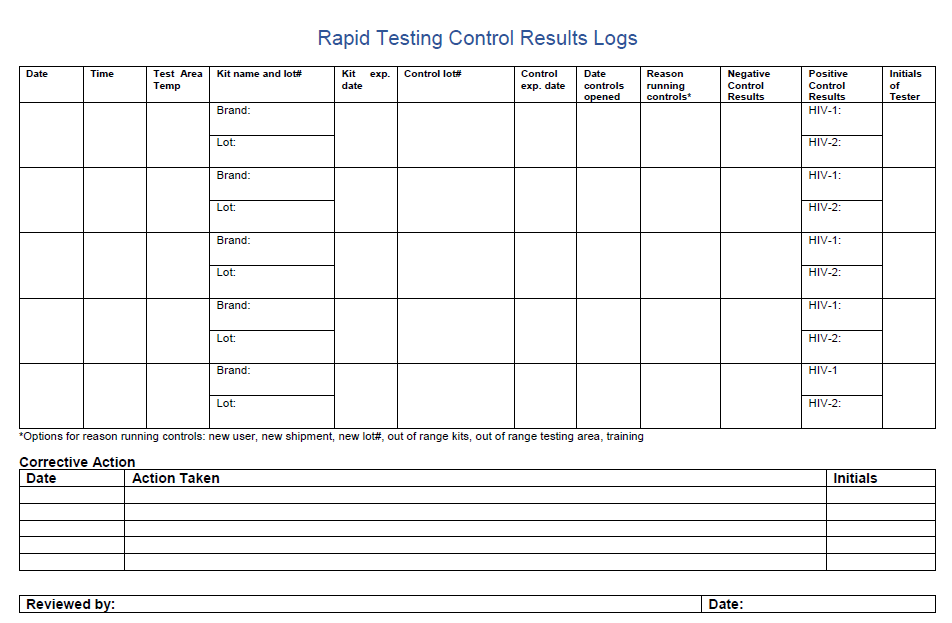 Rapid Testing Control Results Logs
Date Time Test Area Temp Kit name and lot# Kit exp. date Control lot# Control exp. date Date controls opened Reason running controls* Negative Control Results Positive Control Results Initials of Tester
Brand: HIV-1:
Lot: HIV-2:
Brand: HIV-1:
Lot: HIV-2:
Brand: HIV-1:
Lot: HIV-2:
Brand: HIV-1:
Lot: HIV-2:
Brand: HIV-1
Lot: HIV-2:
*Options for reason running controls: new user, new shipment, new lot#, out of range kits, out of range testing area, training
Corrective Action
Date Action Taken Initials
Reviewed by: Date: